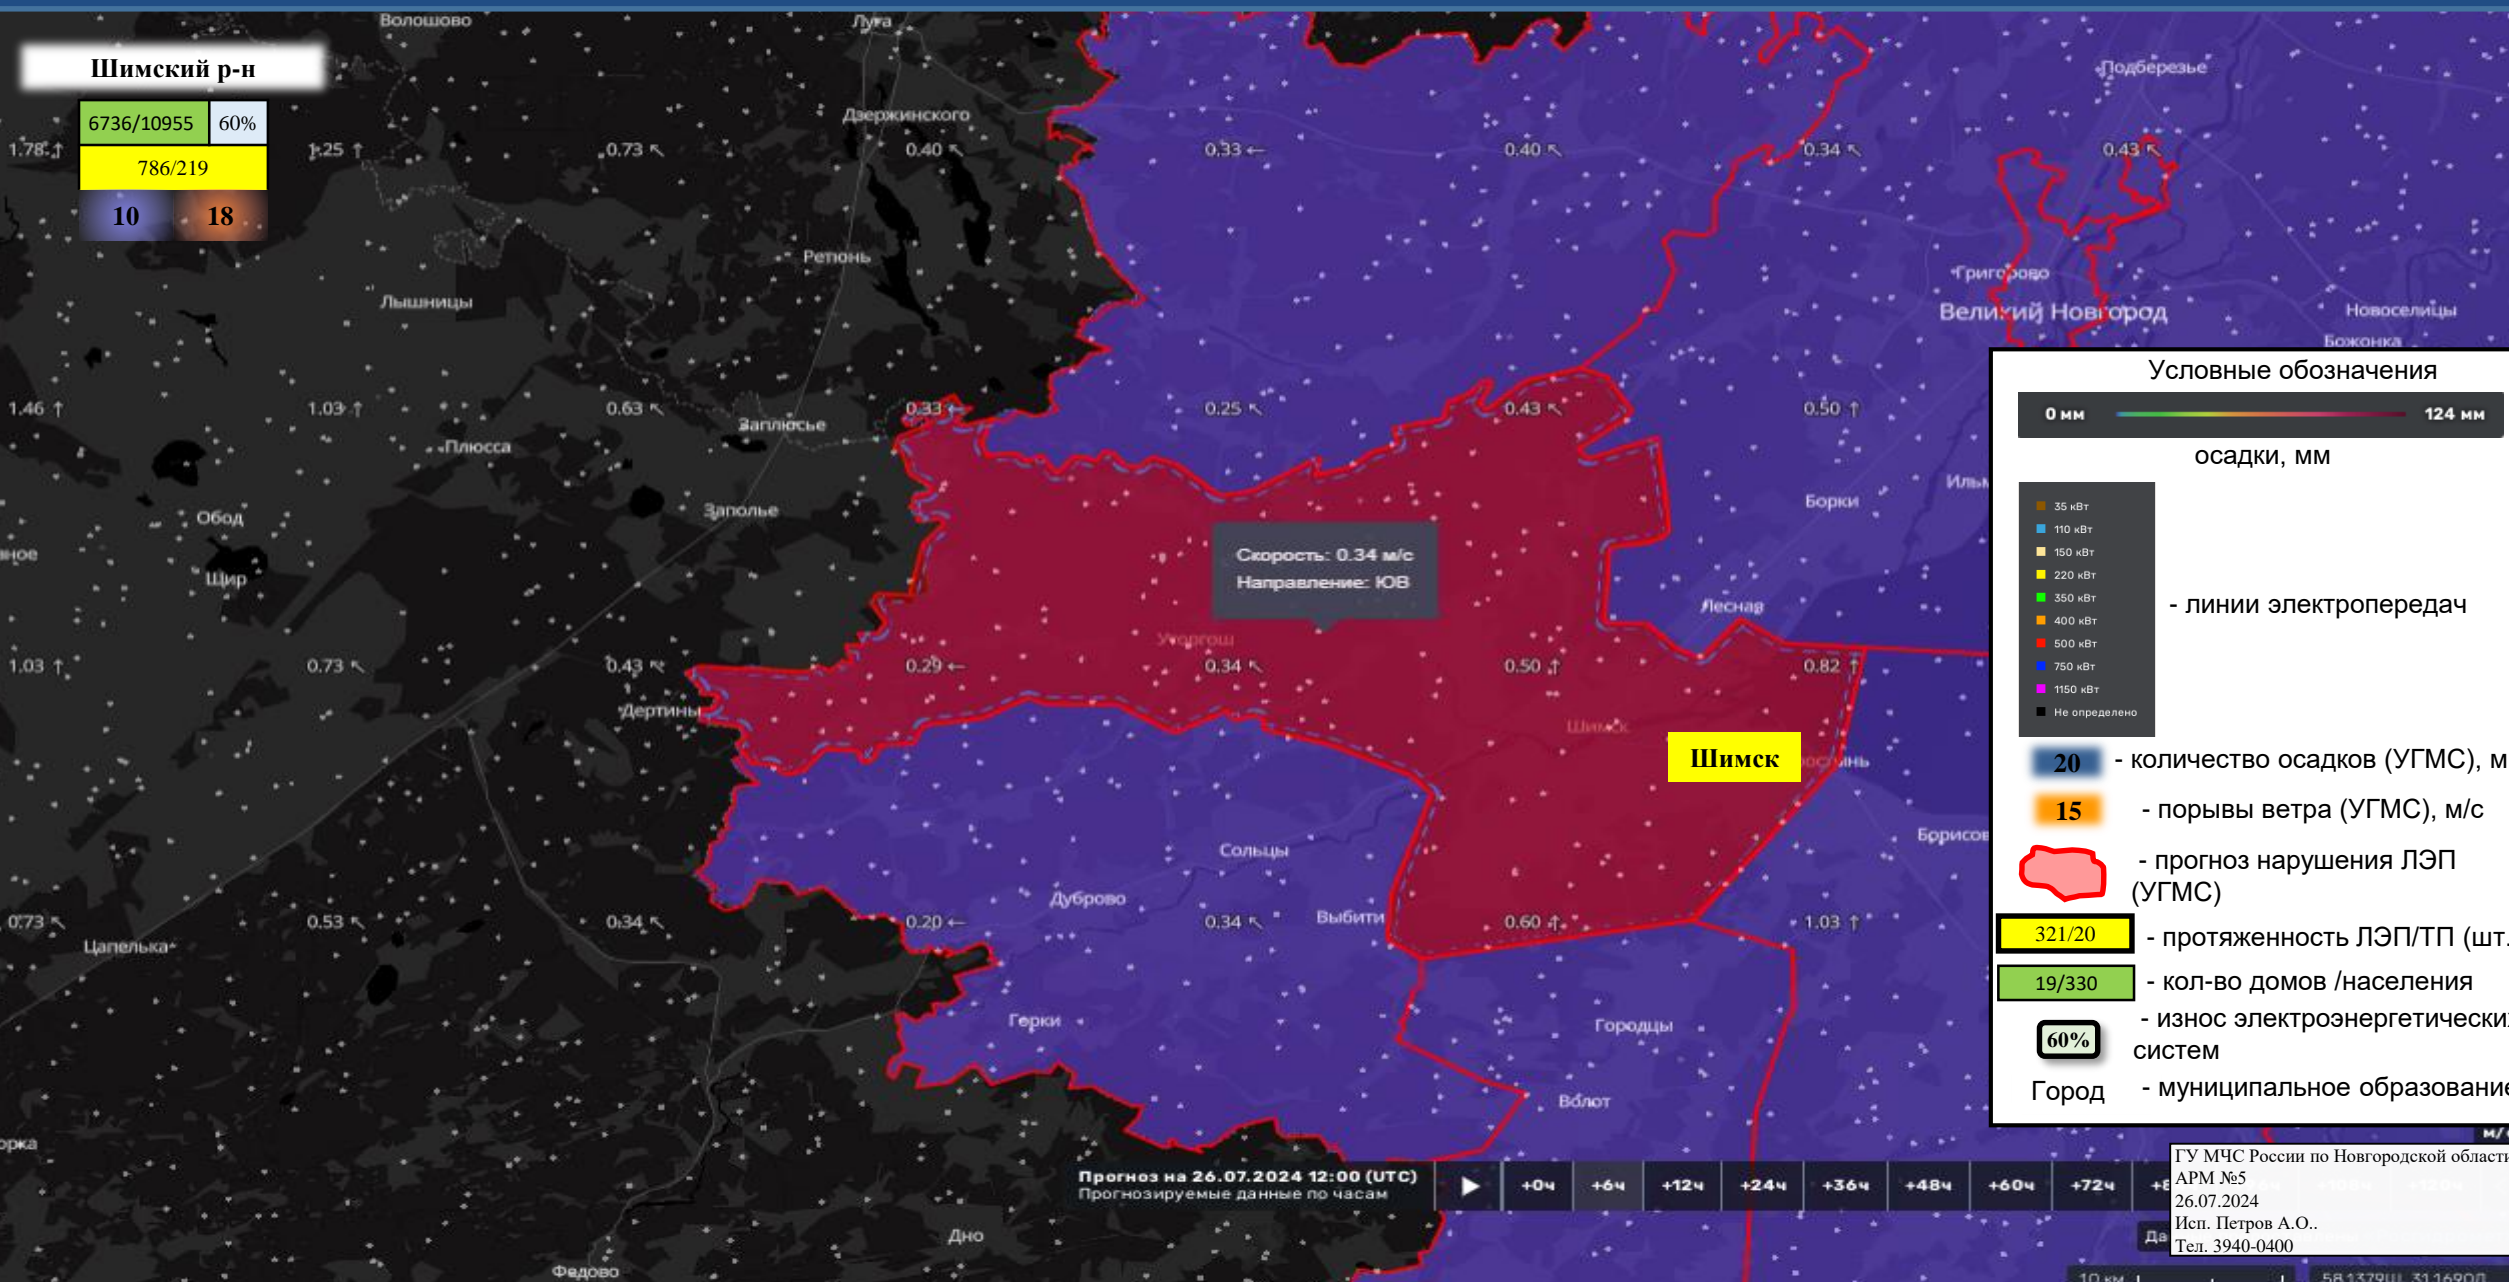 Шимский р-н
6736/10955 60%
786/219
10 18
Волошово
Луга
Подберезье
Дзержинского
1.78 ↑ 1.25 ↑ 0.73 ↖ 0.40 ↖ 0.33 ← 0.40 ↖ 0.34 ↖ 0.43 ↖
Ретюнь
Григорово
Лышницы
Великий Новгород
Новоселицы
Божонка
1.46 ↑ 1.03 ↑ 0.63 ↖ 0.33 ← 0.25 ↖ 0.43 ↖ 0.50 ↑
Заплюсье
Плюсса
Заполье
Обод
Борки
Щир
Скорость: 0.34 м/с
Направление: ЮВ
Лесная
Уторгош
1.03 ↑ 0.73 ↖ 0.43 ↖ 0.29 ← 0.34 ↖ 0.50 ↑ 0.82 ↑
Дертины
Шимск
Шимск
Сольцы
Дуброво
Выбити
0.73 ↖ 0.53 ↖ 0.34 ↖ 0.20 ← 0.34 ↖ 0.60 ↑ 1.03 ↑
Цапелька
Горки
Городцы
Волот
Дно
Федово
Условные обозначения
0 мм 124 мм
осадки, мм
35 кВт
110 кВт
150 кВт
220 кВт
350 кВт
400 кВт
500 кВт
750 кВт
1150 кВт
Не определено
- линии электропередач
20 - количество осадков (УГМС), м
15 - порывы ветра (УГМС), м/с
- прогноз нарушения ЛЭП
(УГМС)
321/20 - протяженность ЛЭП/ТП (шт.
19/330 - кол-во домов /населения
- износ электроэнергетических
60%
систем
Город - муниципальное образование
Прогноз на 26.07.2024 12:00 (UTC)
Прогнозируемые данные по часам
+0ч +6ч +12ч +24ч +36ч +48ч +60ч +72ч
ГУ МЧС России по Новгородской области
АРМ №5
26.07.2024
Исп. Петров А.О..
Тел. 3940-0400
10 км